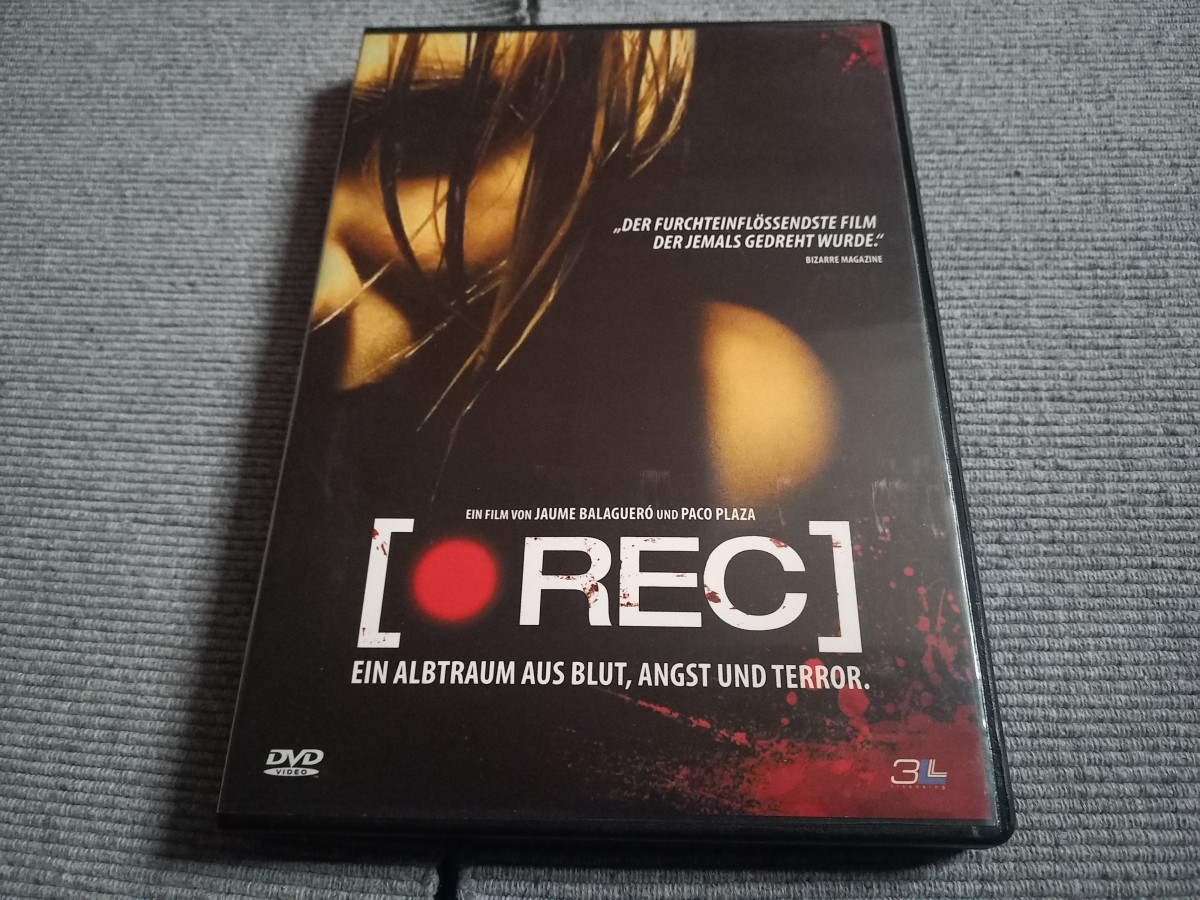 „DER FURCHTEINFLÖSSENDSTE FILM
DER JEMALS GEDREHT WURDE.“
BIZARRE MAGAZINE
EIN FILM VON JAUME BALAGUERÓ UND PACO PLAZA
[● REC]
EIN ALBTRAUM AUS BLUT, ANGST UND TERROR.
DVD
VIDEO
3L